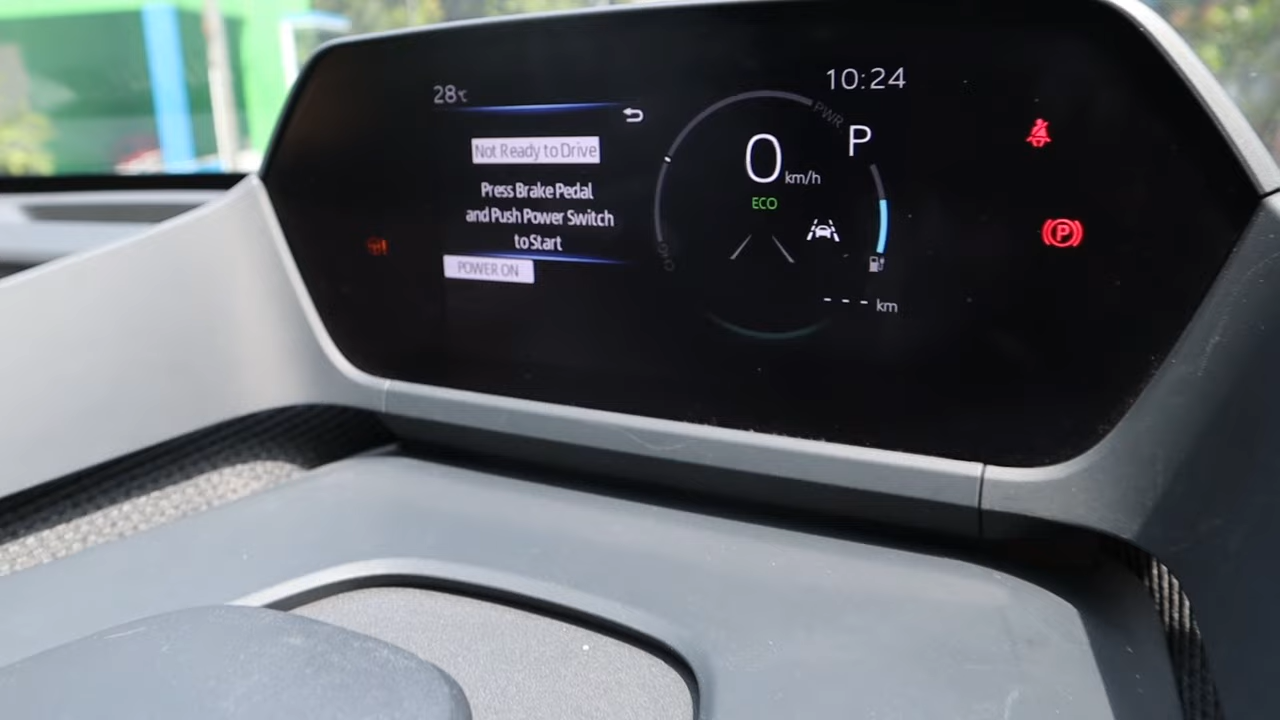 28℃
10:24
Not Ready to Drive
Press Brake Pedal
and Push Power Switch
to Start
POWER ON
PWR
0 km/h
P
ECO
CHG
--- km
(P)